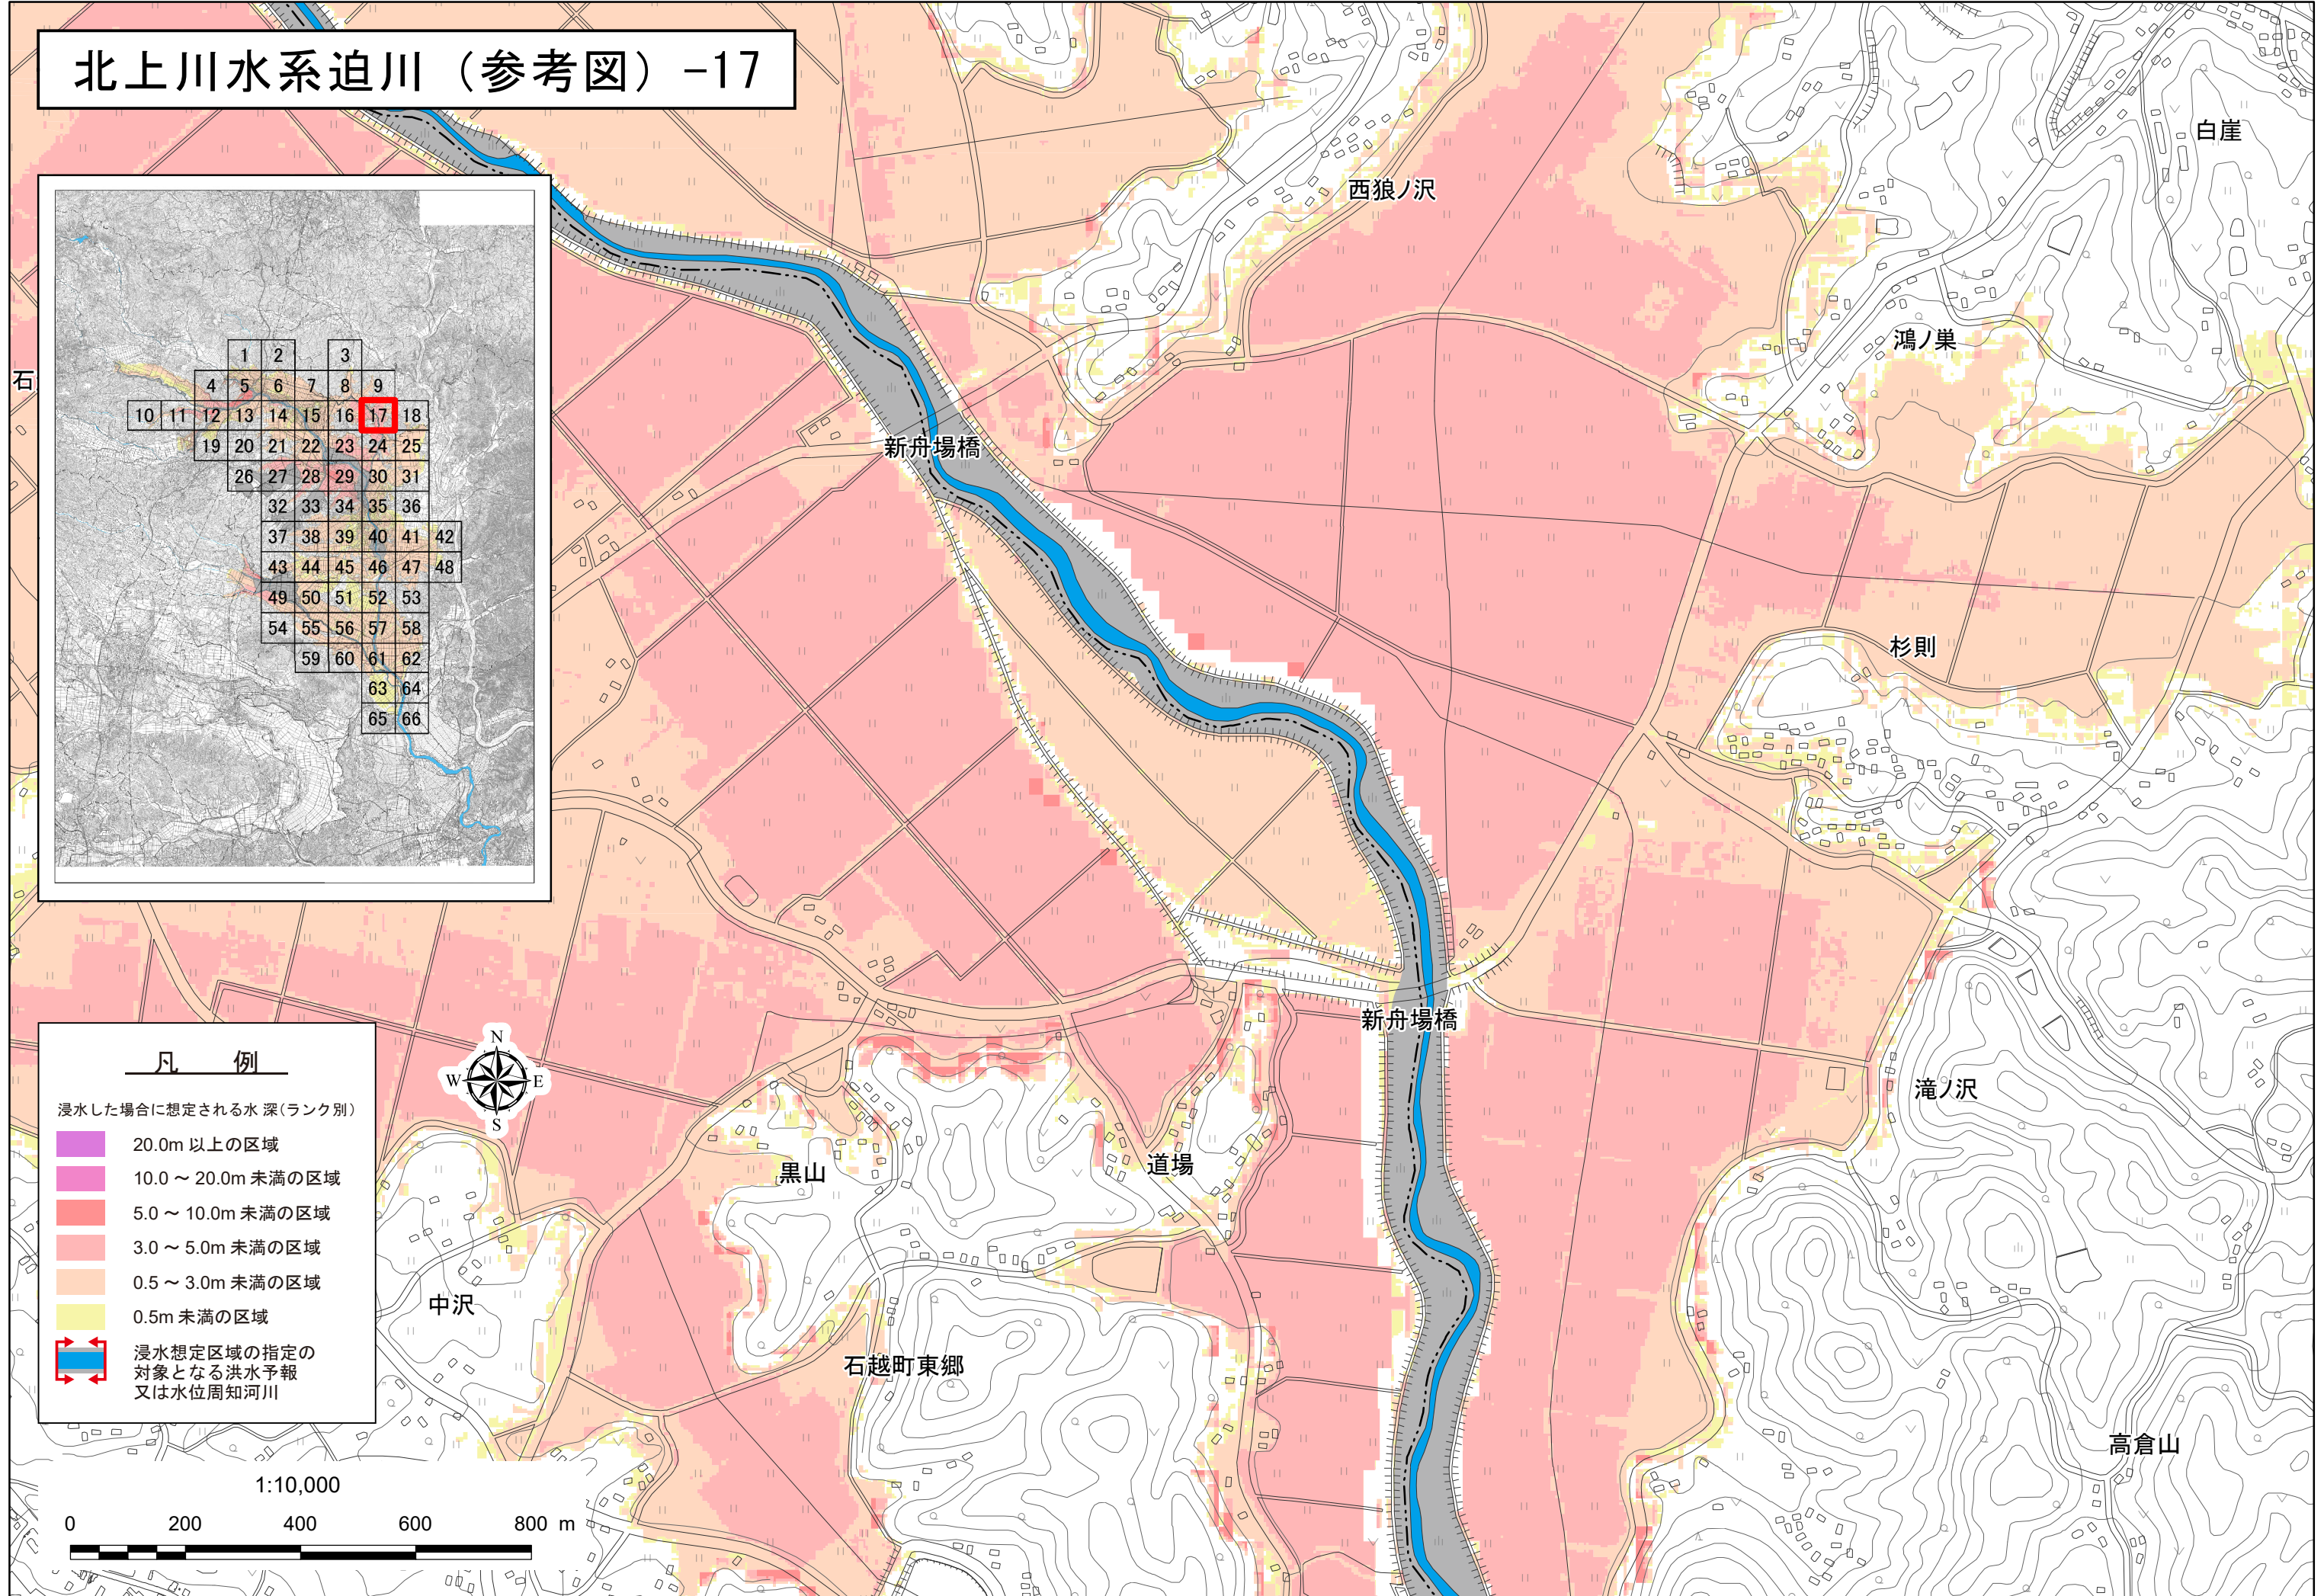 北上川水系迫川（参考図）-17
白崖
西狼ノ沢
鴻ノ巣
石
新舟場橋
杉則
新舟場橋
滝ノ沢
道場
黒山
中沢
石越町東郷
高倉山
1 2 3
4 5 6 7 8 9
10 11 12 13 14 15 16 17 18
19 20 21 22 23 24 25
26 27 28 29 30 31
32 33 34 35 36
37 38 39 40 41 42
43 44 45 46 47 48
49 50 51 52 53
54 55 56 57 58
59 60 61 62
63 64
65 66
N
W E
S
凡　例
浸水した場合に想定される水 深（ランク別）
20.0m 以上の区域
10.0 ～ 20.0m 未満の区域
5.0 ～ 10.0m 未満の区域
3.0 ～ 5.0m 未満の区域
0.5 ～ 3.0m 未満の区域
0.5m 未満の区域
浸水想定区域の指定の
対象となる洪水予報
又は水位周知河川
1:10,000
0 200 400 600 800 m